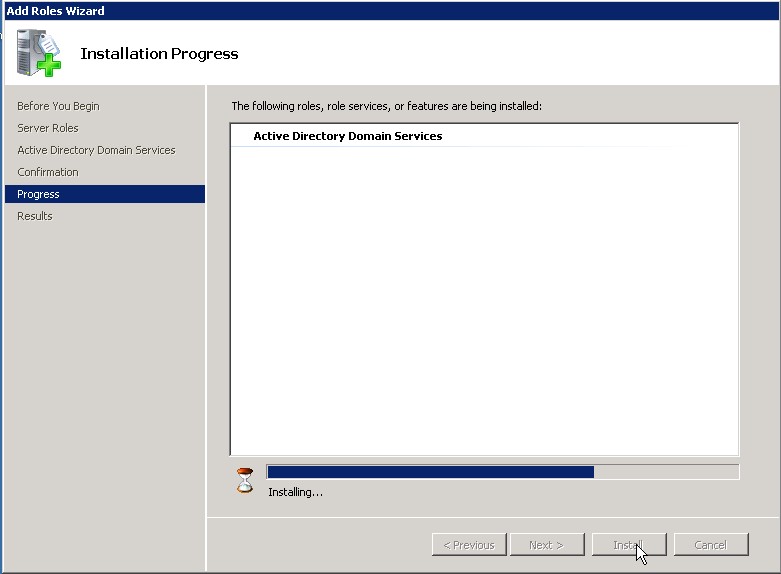 Add Roles Wizard
Installation Progress
Before You Begin
Server Roles
Active Directory Domain Services
Confirmation
Progress
Results
The following roles, role services, or features are being installed:
Active Directory Domain Services
Installing...
< Previous
Next >
Install
Cancel